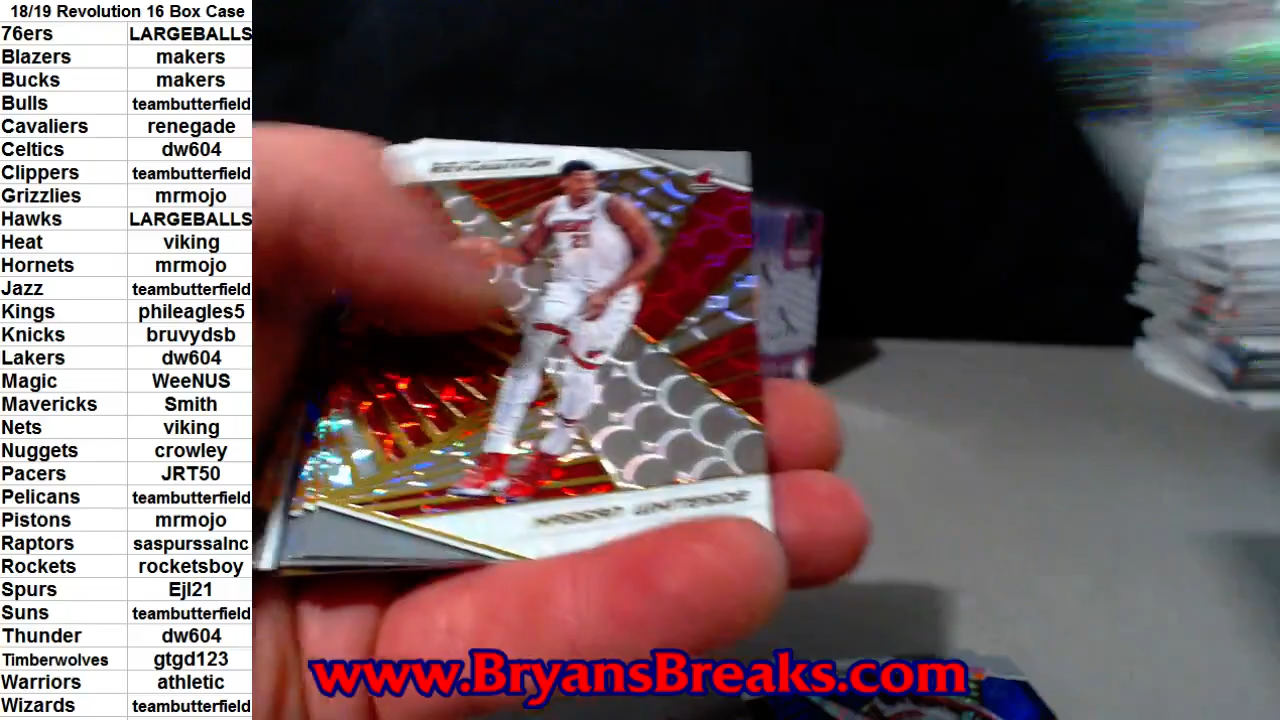 18/19 Revolution 16 Box Case
76ers LARGEBALLS
Blazers makers
Bucks makers
Bulls teambutterfield
Cavaliers renegade
Celtics dw604
Clippers teambutterfield
Grizzlies mrmojo
Hawks LARGEBALLS
Heat viking
Hornets mrmojo
Jazz teambutterfield
Kings phileagles5
Knicks bruvydsb
Lakers dw604
Magic WeeNUS
Mavericks Smith
Nets viking
Nuggets crowley
Pacers JRT50
Pelicans teambutterfield
Pistons mrmojo
Raptors saspurssalnc
Rockets rocketsboy
Spurs Ejl21
Suns teambutterfield
Thunder dw604
Timberwolves gtgd123
Warriors athletic
Wizards teambutterfield
REVOLUTION
HASSAN WHITESIDE
www.BryansBreaks.com